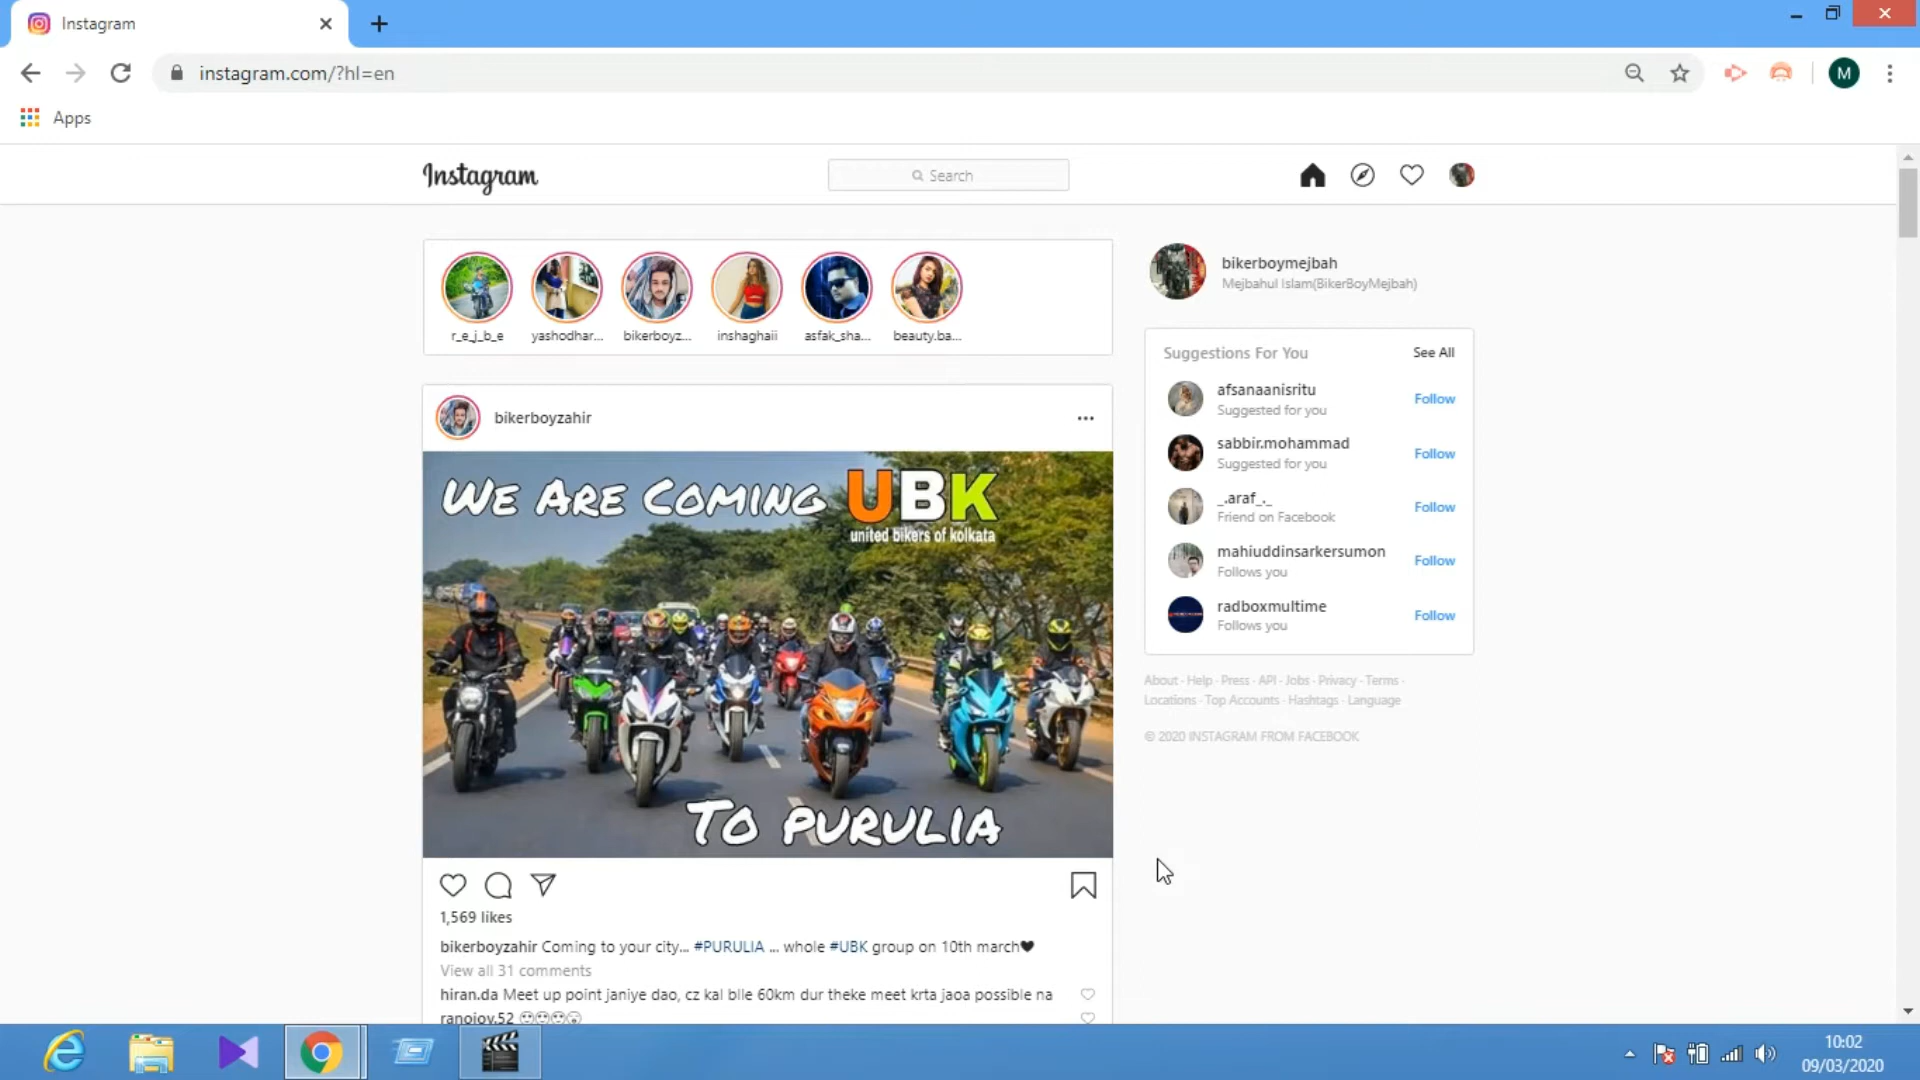 Instagram
instagram.com/?hl=en
M
Apps
Instagram
Search
r_e_j_b_e
yashodhar...
bikerboyz...
inshaghaii
asfak_sha...
beauty.ba...
bikerboymejbah
Mejbahul Islam(BikerBoyMejbah)
Suggestions For You
See All
afsanaanisritu
Suggested for you
Follow
sabbir.mohammad
Suggested for you
Follow
_.araf_._
Friend on Facebook
Follow
mahiuddinsarkersumon
Follows you
Follow
radboxmultime
Follows you
Follow
About · Help · Press · API · Jobs · Privacy · Terms ·
Locations · Top Accounts · Hashtags · Language
© 2020 INSTAGRAM FROM FACEBOOK
bikerboyzahir
WE ARE COMING UBK
united bikers of kolkata
TO PURULIA
1,569 likes
bikerboyzahir Coming to your city... #PURULIA ... whole #UBK group on 10th march🖤
View all 31 comments
hiran.da Meet up point janiye dao, cz kal blle 60km dur theke meet krta jaoa possible na
ranojoy.52
10:02
09/03/2020